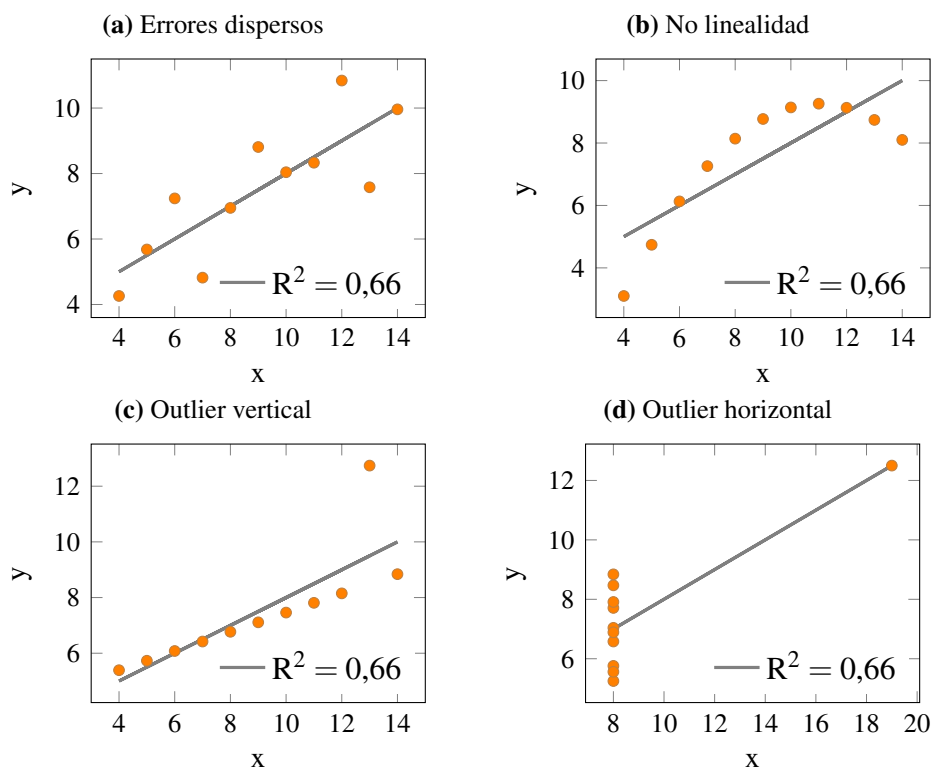 (a) Errores dispersos
10
8
6
4
y
R² = 0,66
4 6 8 10 12 14
x
(b) No linealidad
10
8
6
4
y
R² = 0,66
4 6 8 10 12 14
x
(c) Outlier vertical
12
10
8
6
y
R² = 0,66
4 6 8 10 12 14
x
(d) Outlier horizontal
12
10
8
6
y
R² = 0,66
8 10 12 14 16 18 20
x